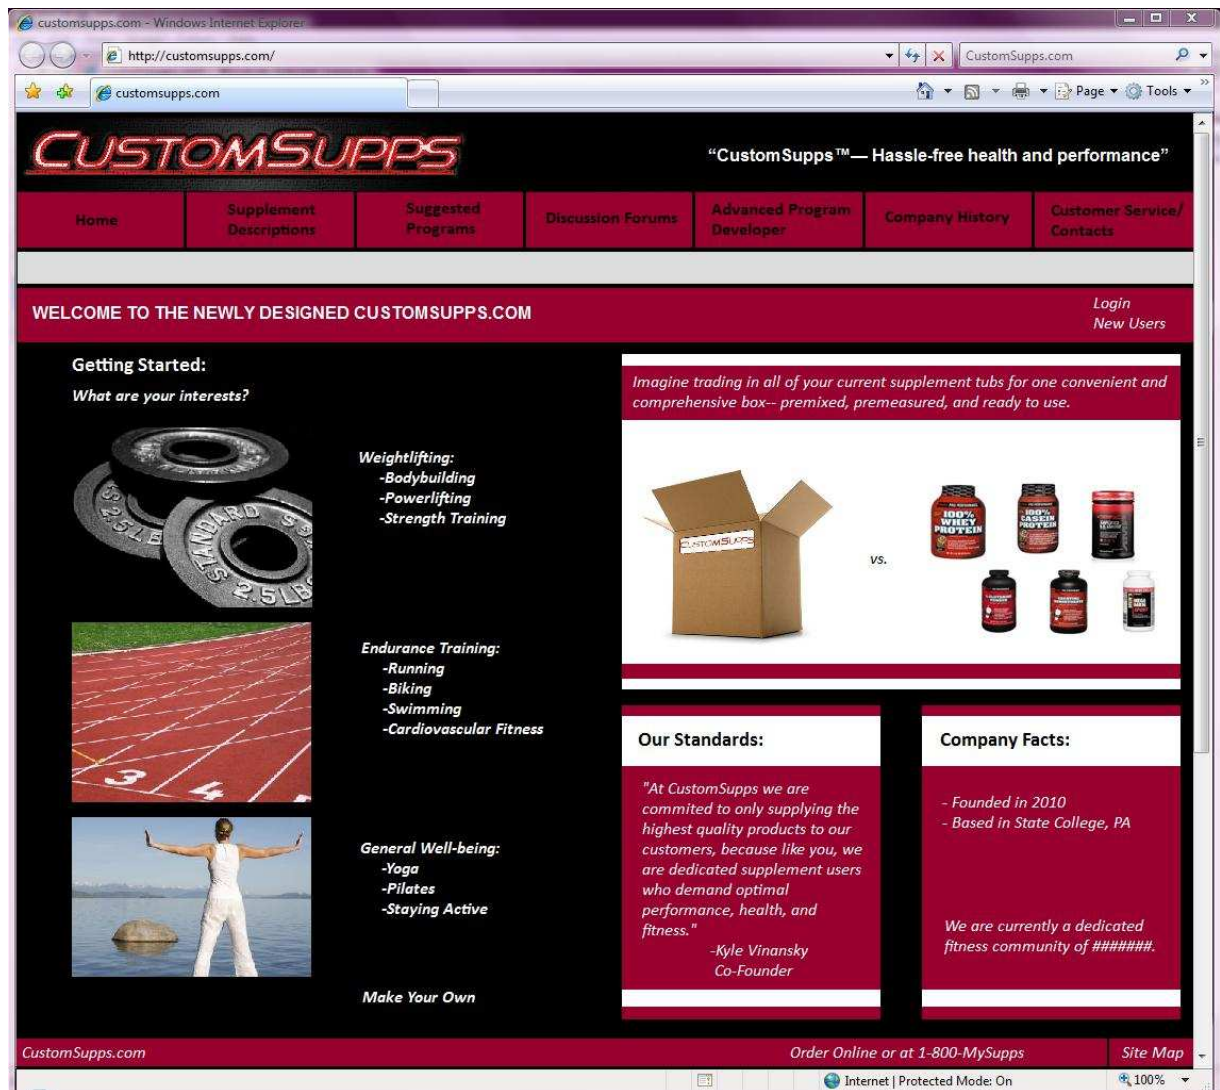 customsupps.com - Windows Internet Explorer
http://customsupps.com/
CustomSupps.com
customsupps.com
Page
Tools
CUSTOMSUPPS
“CustomSupps™— Hassle-free health and performance”
Home
Supplement
Descriptions
Suggested
Programs
Discussion Forums
Advanced Program
Developer
Company History
Customer Service/
Contacts
WELCOME TO THE NEWLY DESIGNED CUSTOMSUPPS.COM
Login
New Users
Getting Started:
What are your interests?
STANDARD
2.5LBS
2.5LB
Weightlifting:
-Bodybuilding
-Powerlifting
-Strength Training
3
4
Endurance Training:
-Running
-Biking
-Swimming
-Cardiovascular Fitness
General Well-being:
-Yoga
-Pilates
-Staying Active
Make Your Own
Imagine trading in all of your current supplement tubs for one convenient and
comprehensive box-- premixed, premeasured, and ready to use.
CUSTOMSUPPS
vs.
100%
WHEY
PROTEIN
100%
CASEIN
PROTEIN
Our Standards:
"At CustomSupps we are
commited to only supplying the
highest quality products to our
customers, because like you, we
are dedicated supplement users
who demand optimal
performance, health, and
fitness."
-Kyle Vinansky
Co-Founder
Company Facts:
- Founded in 2010
- Based in State College, PA
We are currently a dedicated
fitness community of #######.
CustomSupps.com
Order Online or at 1-800-MySupps
Site Map
Internet | Protected Mode: On
100%